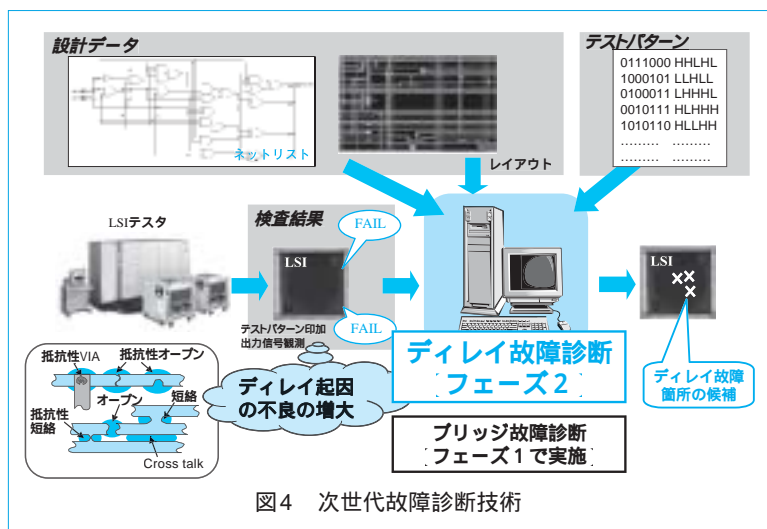 設計データ
ネットリスト
レイアウト
テストパターン
0111000 HHLHL
1000101 LLHLL
0100011 LHHHL
0010111 HLHHH
1010110 HLLHH
......... .........
......... .........
LSIテスタ
検査結果
FAIL
LSI
FAIL
テストパターン印加
出力信号観測
LSI
ディレイ故障
箇所の候補
ディレイ故障診断
フェーズ2
ブリッジ故障診断
フェーズ1で実施
ディレイ起因
の不良の増大
抵抗性VIA
抵抗性オープン
オープン
短絡
抵抗性
短絡
Cross talk
図4 次世代故障診断技術